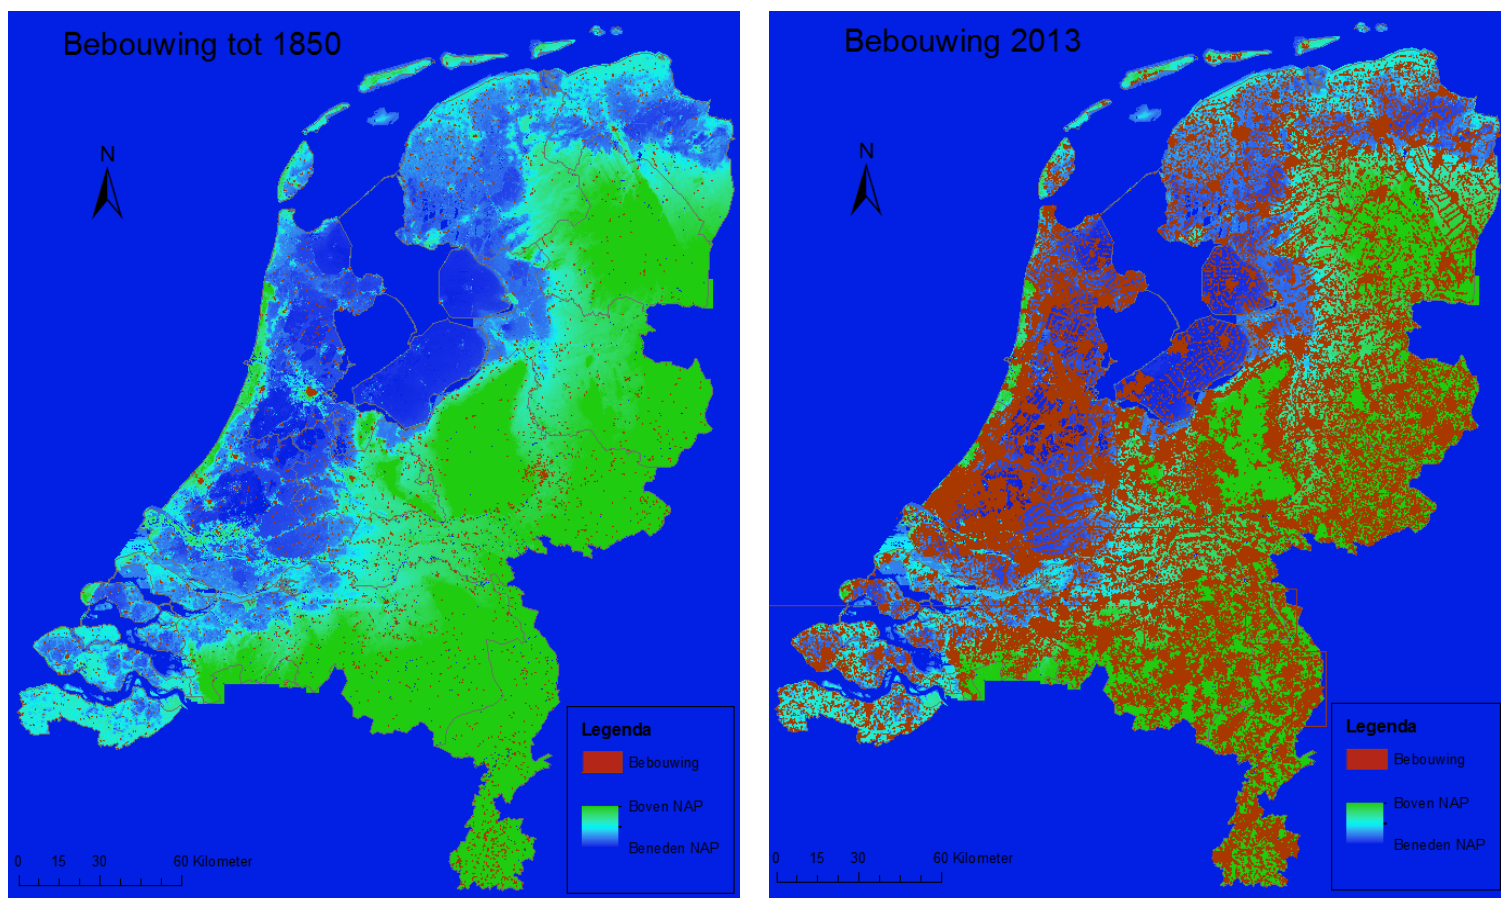 Bebouwing tot 1850
N
Legenda
Bebouwing
Boven NAP
Beneden NAP
0 15 30 60 Kilometer
Bebouwing 2013
N
Legenda
Bebouwing
Boven NAP
Beneden NAP
0 15 30 60 Kilometer